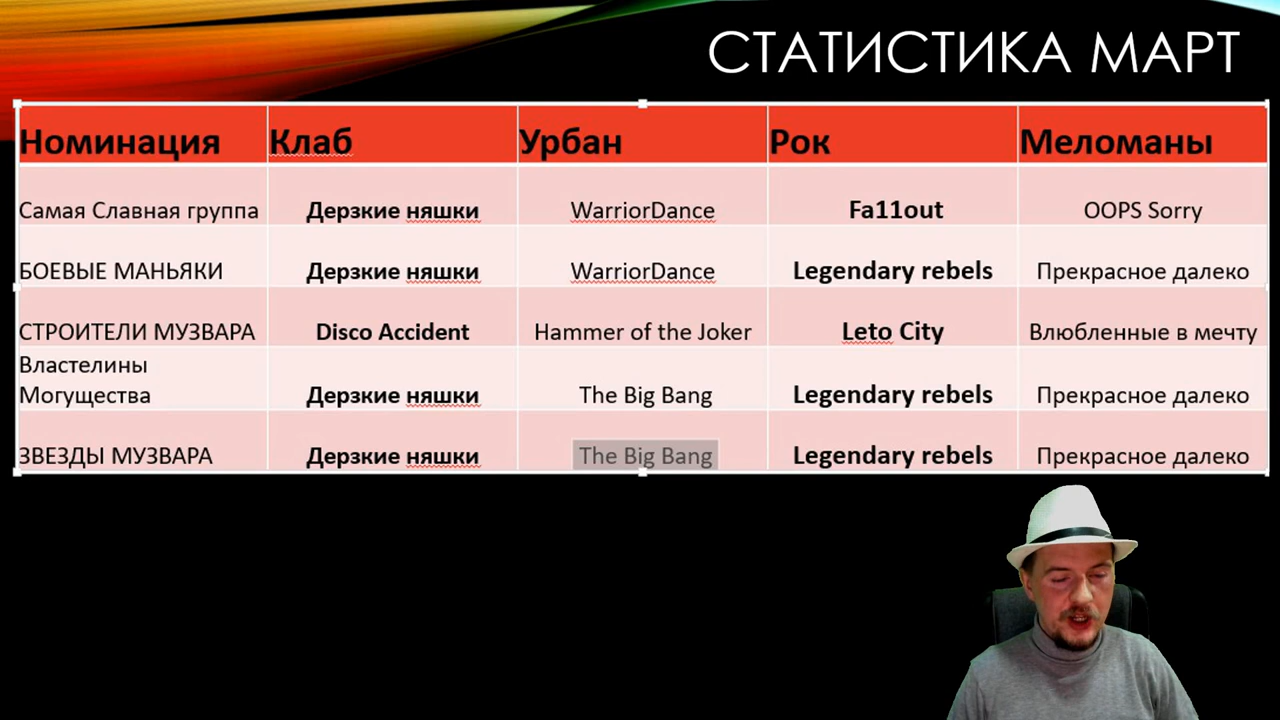 СТАТИСТИКА МАРТ
Номинация Клаб Урбан Рок Меломаны
Самая Славная группа Дерзкие няшки WarriorDance Fa11out OOPS Sorry
БОЕВЫЕ МАНЬЯКИ Дерзкие няшки WarriorDance Legendary rebels Прекрасное далеко
СТРОИТЕЛИ МУЗВАРА Disco Accident Hammer of the Joker Leto City Влюбленные в мечту
Властелины
Могущества Дерзкие няшки The Big Bang Legendary rebels Прекрасное далеко
ЗВЕЗДЫ МУЗВАРА Дерзкие няшки The Big Bang Legendary rebels Прекрасное далеко